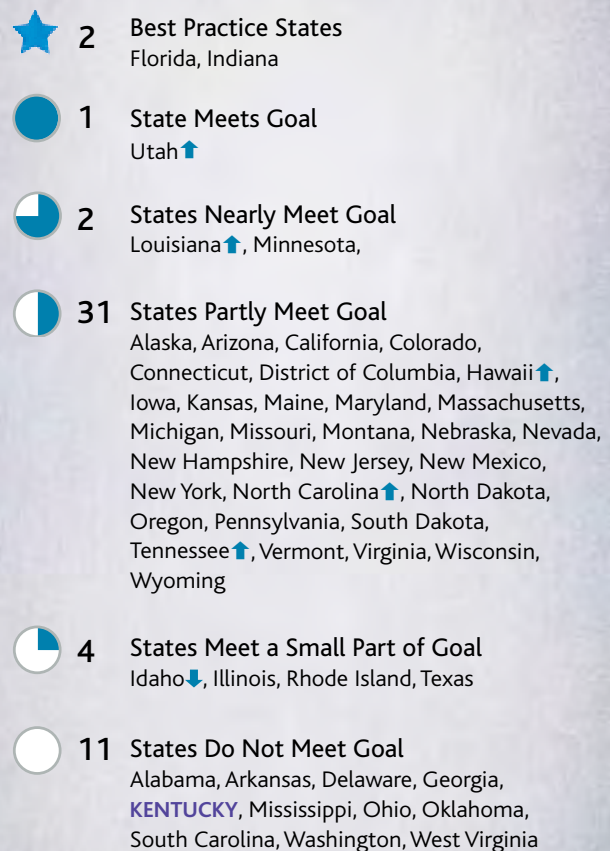 2 Best Practice States
Florida, Indiana
1 State Meets Goal
Utah⬆
2 States Nearly Meet Goal
Louisiana⬆, Minnesota,
31 States Partly Meet Goal
Alaska, Arizona, California, Colorado,
Connecticut, District of Columbia, Hawaii⬆,
Iowa, Kansas, Maine, Maryland, Massachusetts,
Michigan, Missouri, Montana, Nebraska, Nevada,
New Hampshire, New Jersey, New Mexico,
New York, North Carolina⬆, North Dakota,
Oregon, Pennsylvania, South Dakota,
Tennessee⬆, Vermont, Virginia, Wisconsin,
Wyoming
4 States Meet a Small Part of Goal
Idaho⬇, Illinois, Rhode Island, Texas
11 States Do Not Meet Goal
Alabama, Arkansas, Delaware, Georgia,
KENTUCKY, Mississippi, Ohio, Oklahoma,
South Carolina, Washington, West Virginia